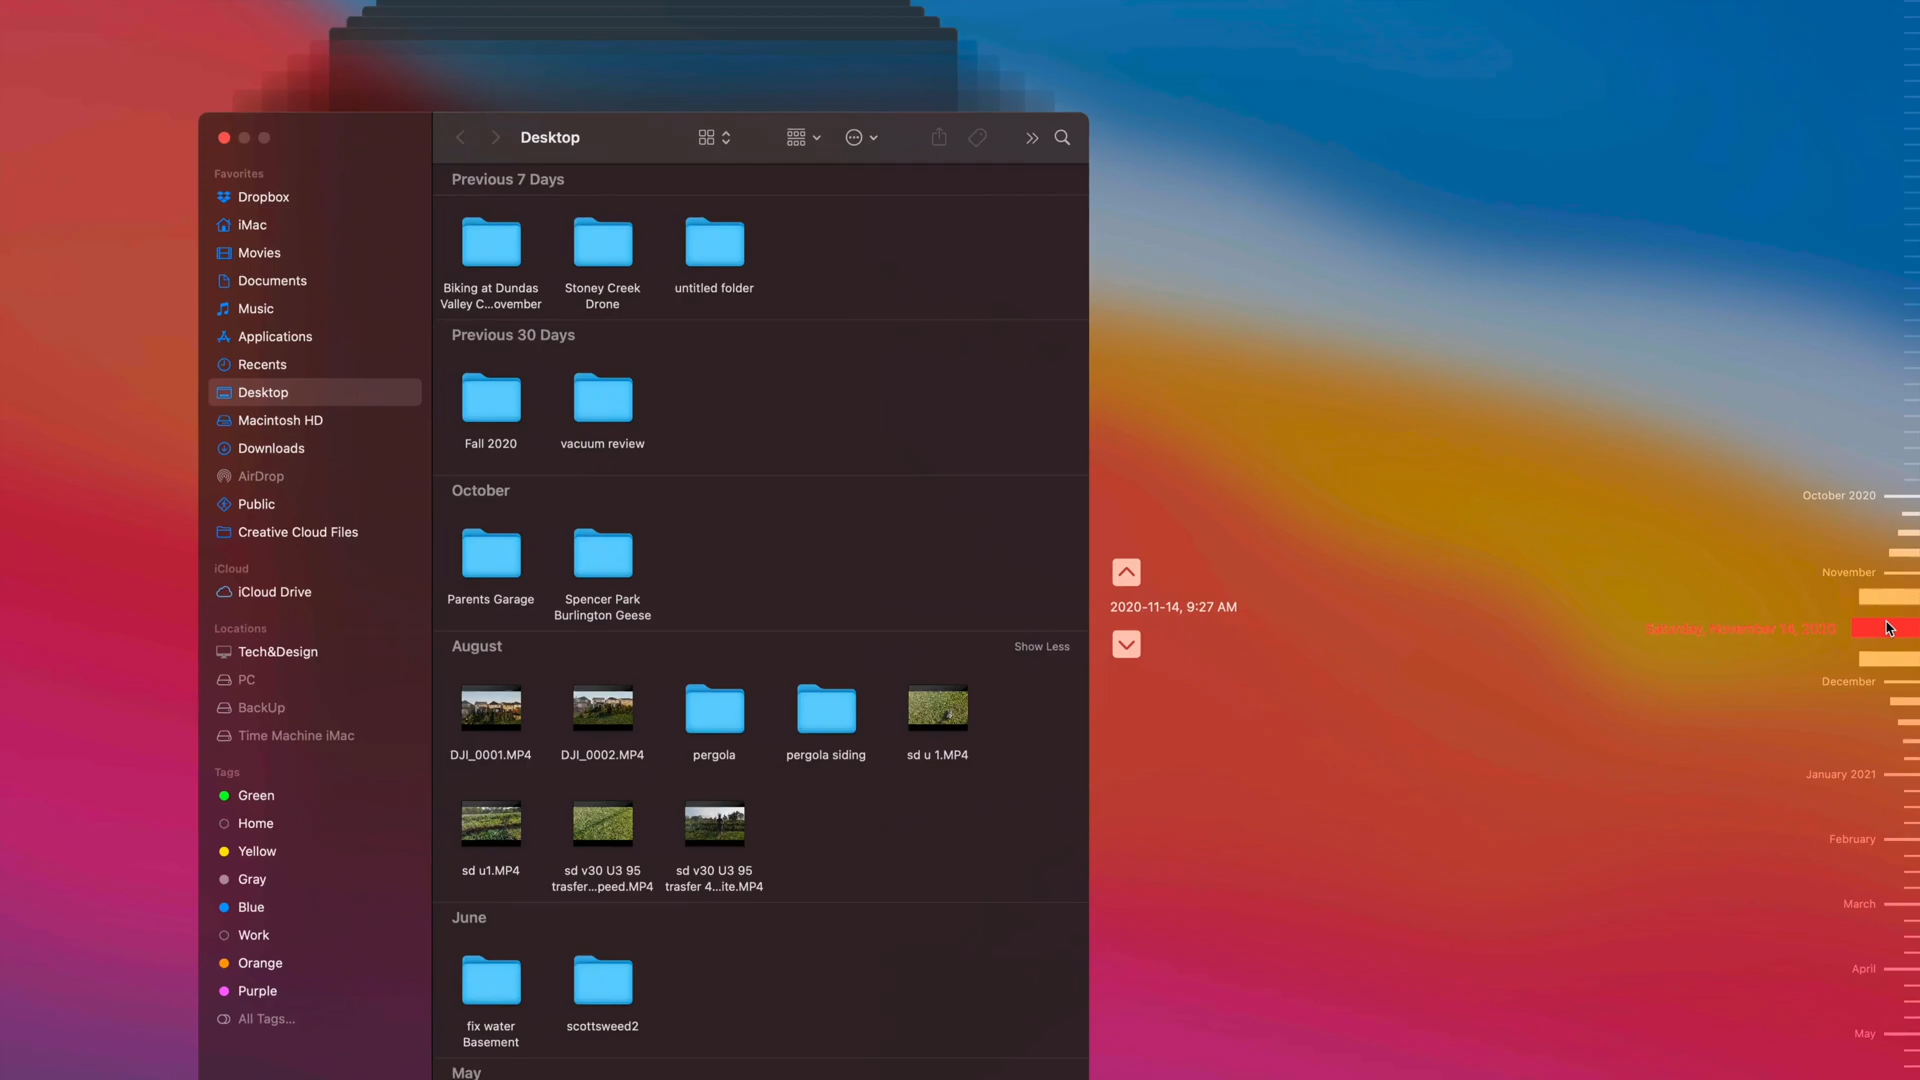 Desktop
Favorites
Dropbox
iMac
Movies
Documents
Music
Applications
Recents
Desktop
Macintosh HD
Downloads
AirDrop
Public
Creative Cloud Files
iCloud
iCloud Drive
Locations
Tech&Design
PC
BackUp
Time Machine iMac
Tags
Green
Home
Yellow
Gray
Blue
Work
Orange
Purple
All Tags...
Previous 7 Days
Biking at Dundas
Valley C...ovember
Stoney Creek
Drone
untitled folder
Previous 30 Days
Fall 2020
vacuum review
October
Parents Garage
Spencer Park
Burlington Geese
August
Show Less
DJI_0001.MP4
DJI_0002.MP4
pergola
pergola siding
sd u 1.MP4
sd u1.MP4
sd v30 U3 95
trasfer...peed.MP4
sd v30 U3 95
trasfer 4...ite.MP4
June
fix water
Basement
scottsweed2
May
2020-11-14, 9:27 AM
October 2020
November
Saturday, November 14, 2020
December
January 2021
February
March
April
May